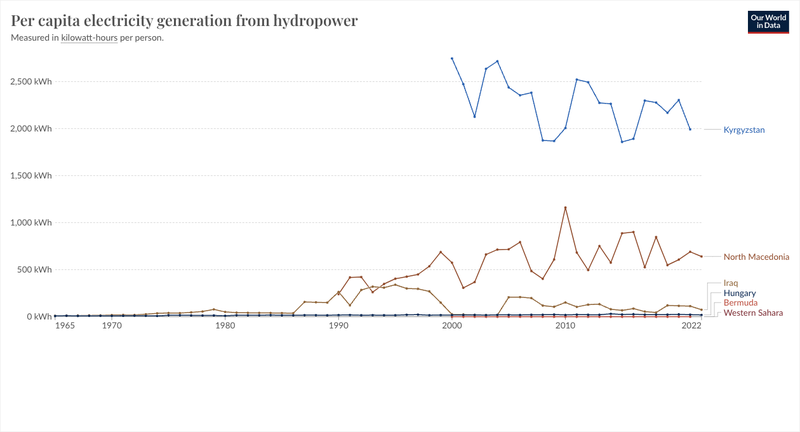 Per capita electricity generation from hydropower
Our World
in Data
Measured in kilowatt-hours per person.
2,500 kWh
2,000 kWh
1,500 kWh
1,000 kWh
500 kWh
0 kWh
Kyrgyzstan
North Macedonia
Iraq
Hungary
Bermuda
Western Sahara
1965
1970
1980
1990
2000
2010
2022